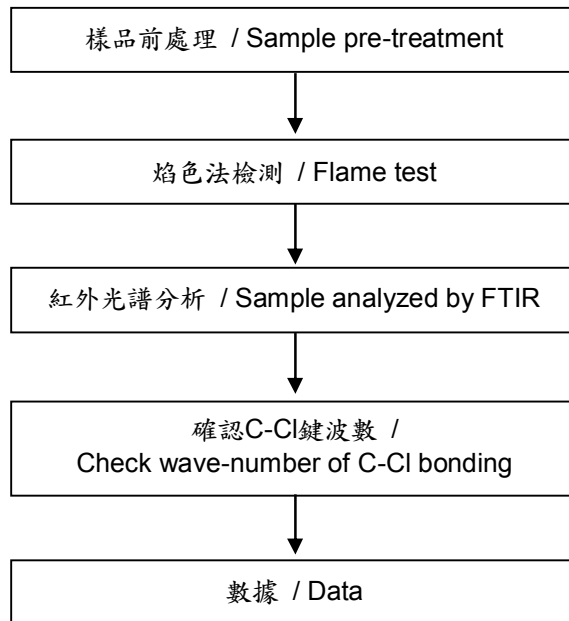 樣品前處理 / Sample pre-treatment
焰色法檢測 / Flame test
紅外光譜分析 / Sample analyzed by FTIR
確認C-Cl鍵波數 /
Check wave-number of C-Cl bonding
數據 / Data